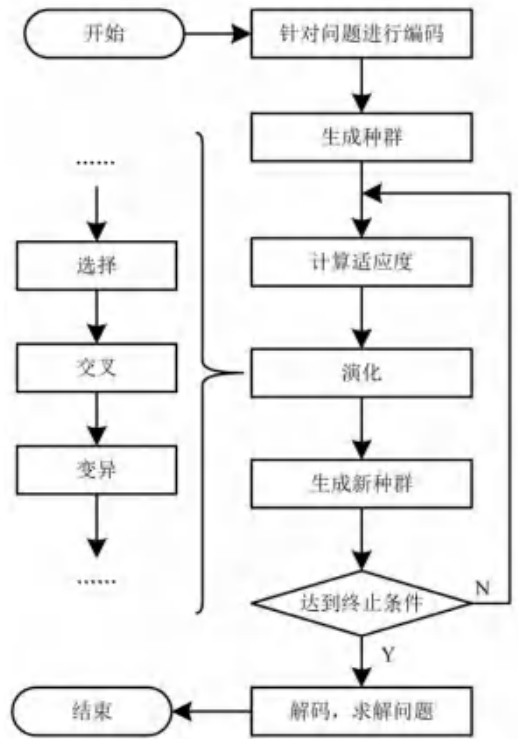 开始
针对问题进行编码
生成种群
……
选择
计算适应度
交叉
演化
变异
生成新种群
……
达到终止条件
N
Y
结束
解码，求解问题